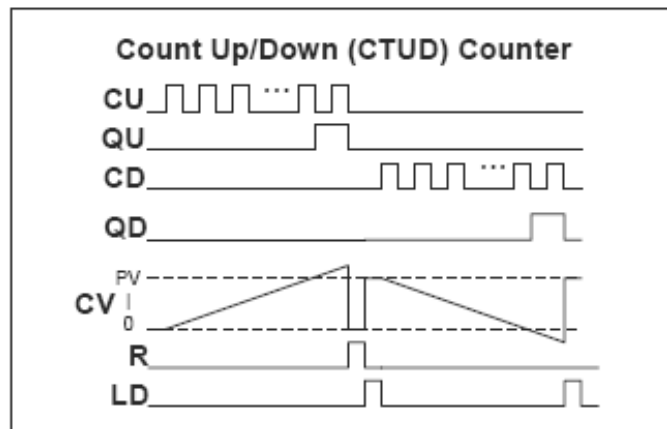 Count Up/Down (CTUD) Counter
CU ...
QU
CD ...
QD
PV
CV |
0
R
LD